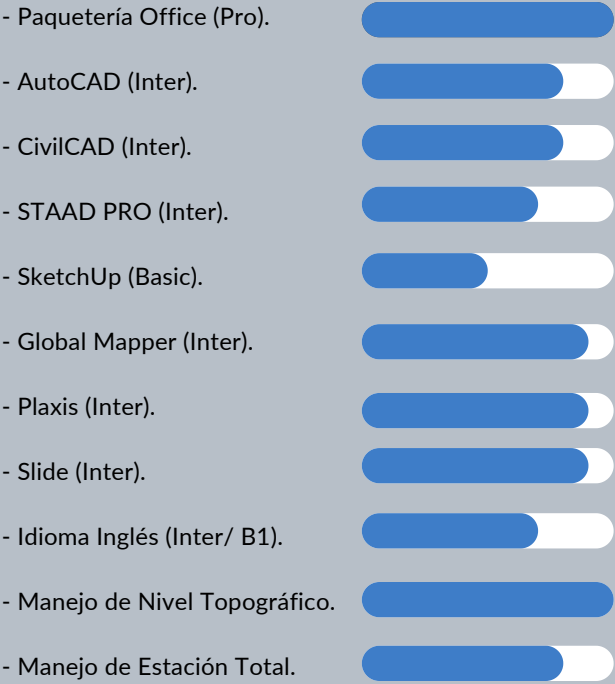 - Paquetería Office (Pro).
- AutoCAD (Inter).
- CivilCAD (Inter).
- STAAD PRO (Inter).
- SketchUp (Basic).
- Global Mapper (Inter).
- Plaxis (Inter).
- Slide (Inter).
- Idioma Inglés (Inter/ B1).
- Manejo de Nivel Topográfico.
- Manejo de Estación Total.